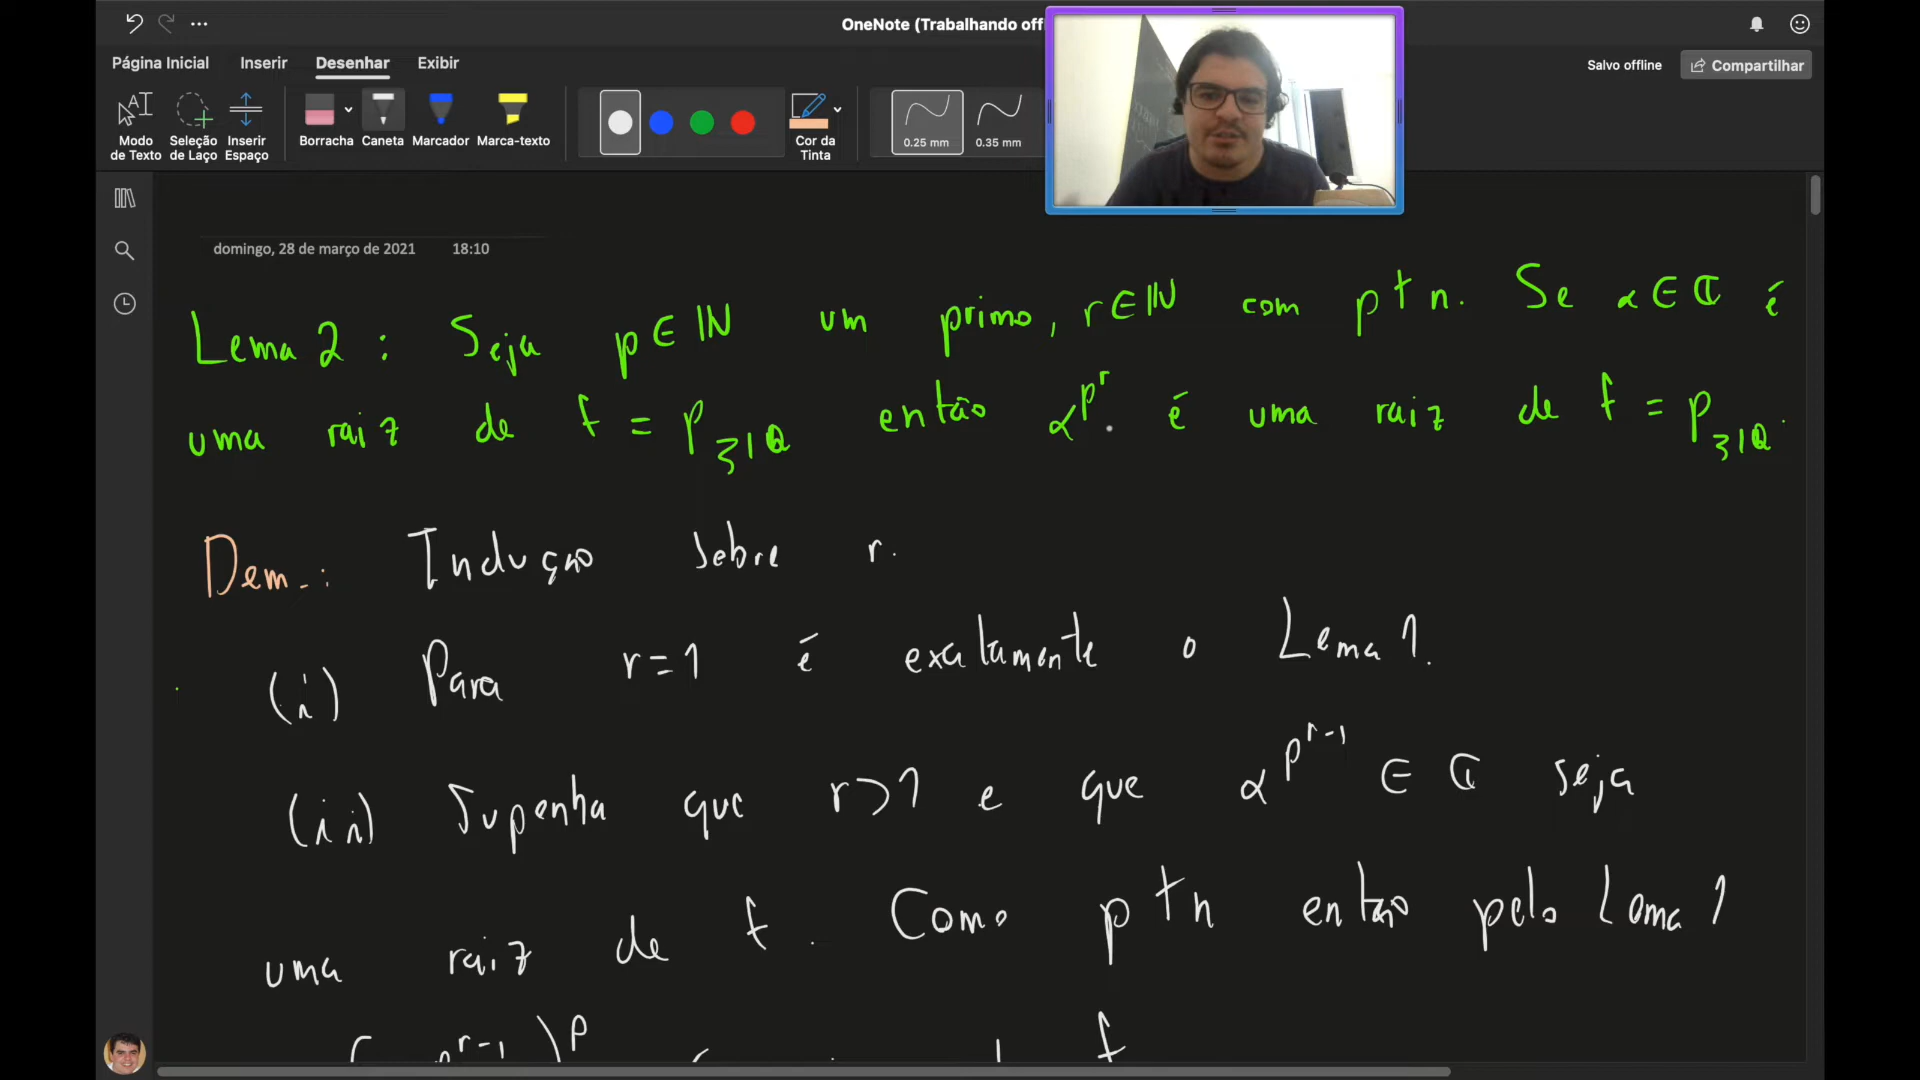 OneNote (Trabalhando offl
Página Inicial Inserir Desenhar Exibir
Salvo offline Compartilhar
Modo de Texto Seleção de Laço Inserir Espaço Borracha Caneta Marcador Marca-texto Cor da Tinta 0.25 mm 0.35 mm
domingo, 28 de março de 2021 18:10
Lema 2 : Seja p ∈ ℕ um primo, r ∈ ℕ com p ∤ n. Se α ∈ ℂ é
uma raiz de f = P_{ξ|ℚ} então α^{p^r} é uma raiz de f = P_{ξ|ℚ}.
Dem.: Indução sobre r.
(i) Para r=1 é exatamente o Lema 1.
(ii) Suponha que r>1 e que α^{p^{r-1}} ∈ ℂ seja
uma raiz de f. Como p ∤ n então pelo Lema 1